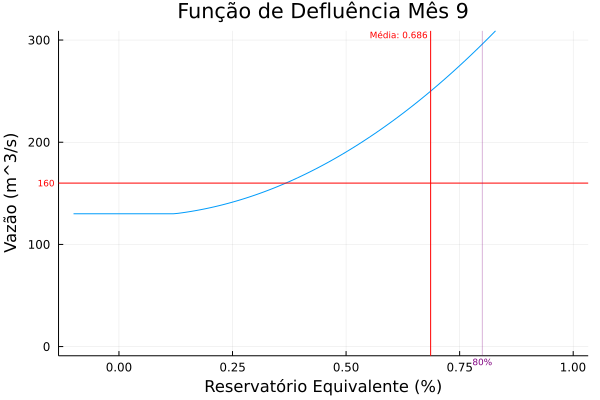 Função de Defluência Mês 9
Média: 0.686
300
200
160
100
0
Vazão (m^3/s)
0.00
0.25
0.50
0.75
80%
1.00
Reservatório Equivalente (%)